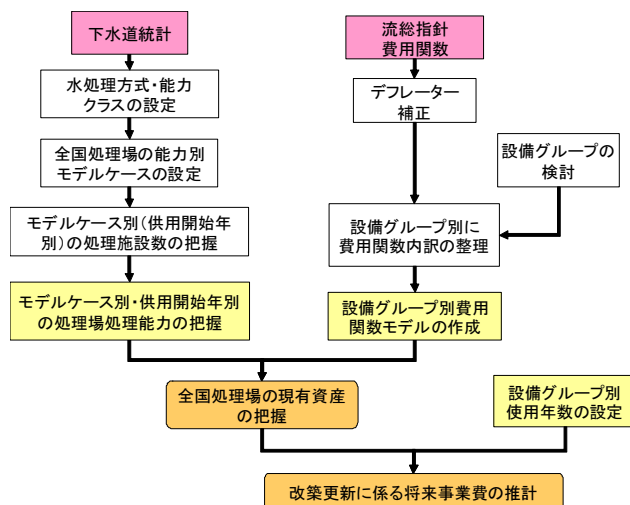 下水道統計
流総指針
費用関数
水処理方式・能力
クラスの設定
デフレーター
補正
全国処理場の能力別
モデルケースの設定
設備グループの
検討
モデルケース別(供用開始年
別)の処理施設数の把握
設備グループ別に
費用関数内訳の整理
モデルケース別・供用開始年別
の処理場処理能力の把握
設備グループ別費用
関数モデルの作成
全国処理場の現有資産
の把握
設備グループ別
使用年数の設定
改築更新に係る将来事業費の推計